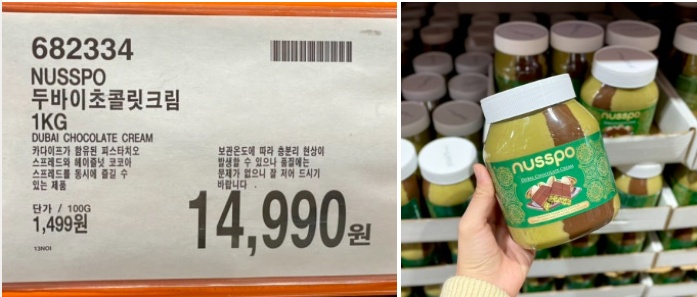 682334
NUSSPO
두바이초콜릿크림
1KG
DUBAI CHOCOLATE CREAM
카다이프가 함유된 피스타치오
스프레드와 헤이즐넛 코코아
스프레드를 동시에 즐길 수
있는 제품
보관온도에 따라 층분리 현상이
발생할 수 있으나 품질에는
문제가 없으니 잘 저어 드시기
바랍니다 .
단가 / 100G
1,499원
14,990원
13NOI
nusspo
DUBAI CHOCOLATE CREAM
nusspo